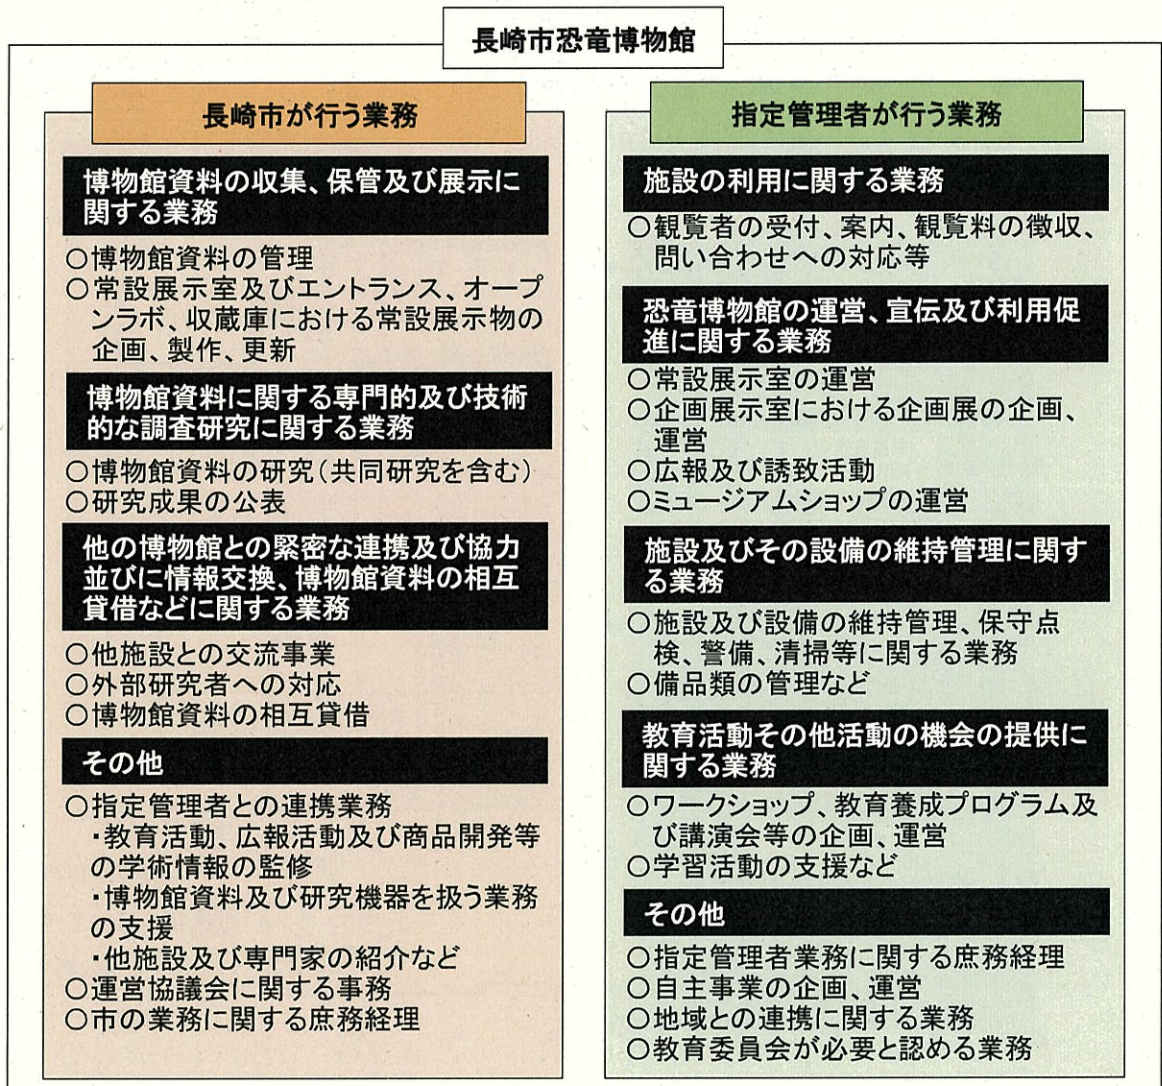 長崎市恐竜博物館
長崎市が行う業務
博物館資料の収集、保管及び展示に
関する業務
○博物館資料の管理
○常設展示室及びエントランス、オープ
ンラボ、収蔵庫における常設展示物の
企画、製作、更新
博物館資料に関する専門的及び技術
的な調査研究に関する業務
○博物館資料の研究（共同研究を含む）
○研究成果の公表
他の博物館との緊密な連携及び協力
並びに情報交換、博物館資料の相互
貸借などに関する業務
○他施設との交流事業
○外部研究者への対応
○博物館資料の相互貸借
その他
○指定管理者との連携業務
・教育活動、広報活動及び商品開発等
の学術情報の監修
・博物館資料及び研究機器を扱う業務
の支援
・他施設及び専門家の紹介など
○運営協議会に関する事務
○市の業務に関する庶務経理
指定管理者が行う業務
施設の利用に関する業務
○観覧者の受付、案内、観覧料の徴収、
問い合わせへの対応等
恐竜博物館の運営、宣伝及び利用促
進に関する業務
○常設展示室の運営
○企画展示室における企画展の企画、
運営
○広報及び誘致活動
○ミュージアムショップの運営
施設及びその設備の維持管理に関す
る業務
○施設及び設備の維持管理、保守点
検、警備、清掃等に関する業務
○備品類の管理など
教育活動その他活動の機会の提供に
関する業務
○ワークショップ、教育養成プログラム及
び講演会等の企画、運営
○学習活動の支援など
その他
○指定管理者業務に関する庶務経理
○自主事業の企画、運営
○地域との連携に関する業務
○教育委員会が必要と認める業務